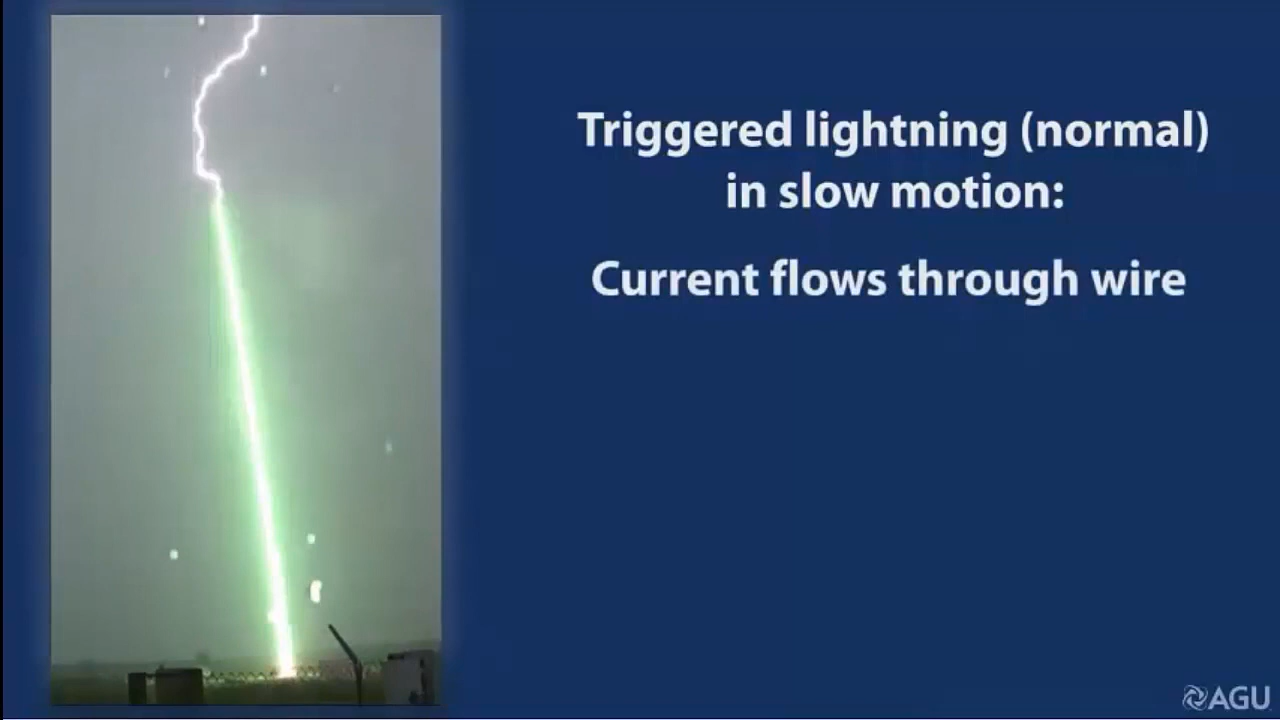 Triggered lightning (normal)
in slow motion:
Current flows through wire
AGU